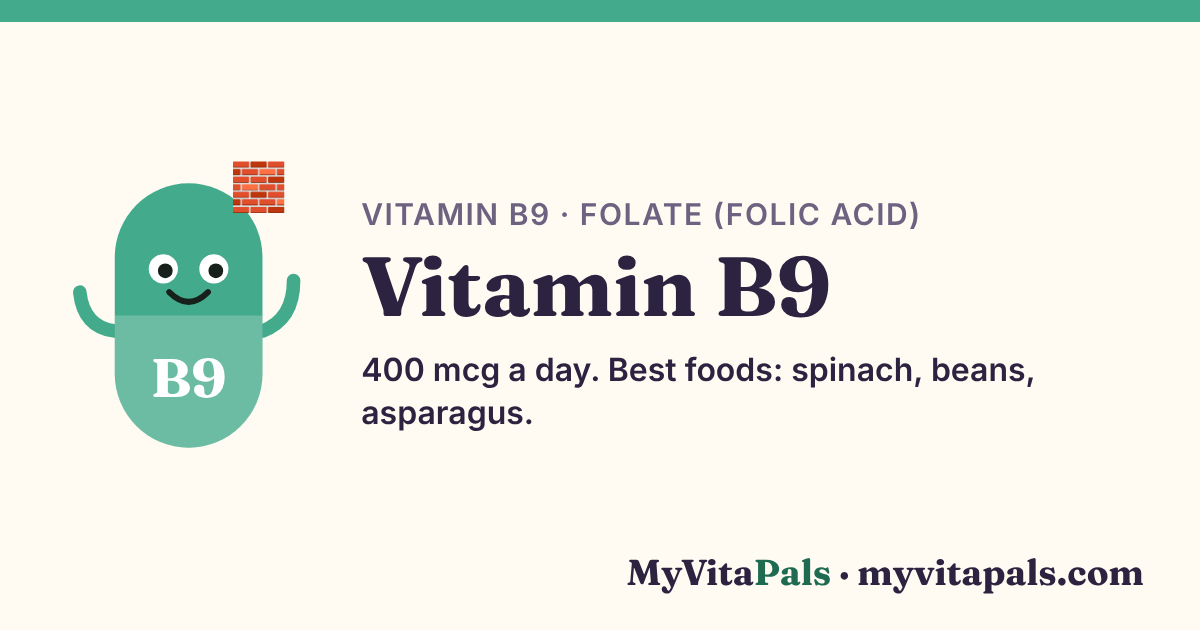 VITAMIN B9 · FOLATE (FOLIC ACID)
Vitamin B9
400 mcg a day. Best foods: spinach, beans,
asparagus.
B9
MyVitaPals · myvitapals.com